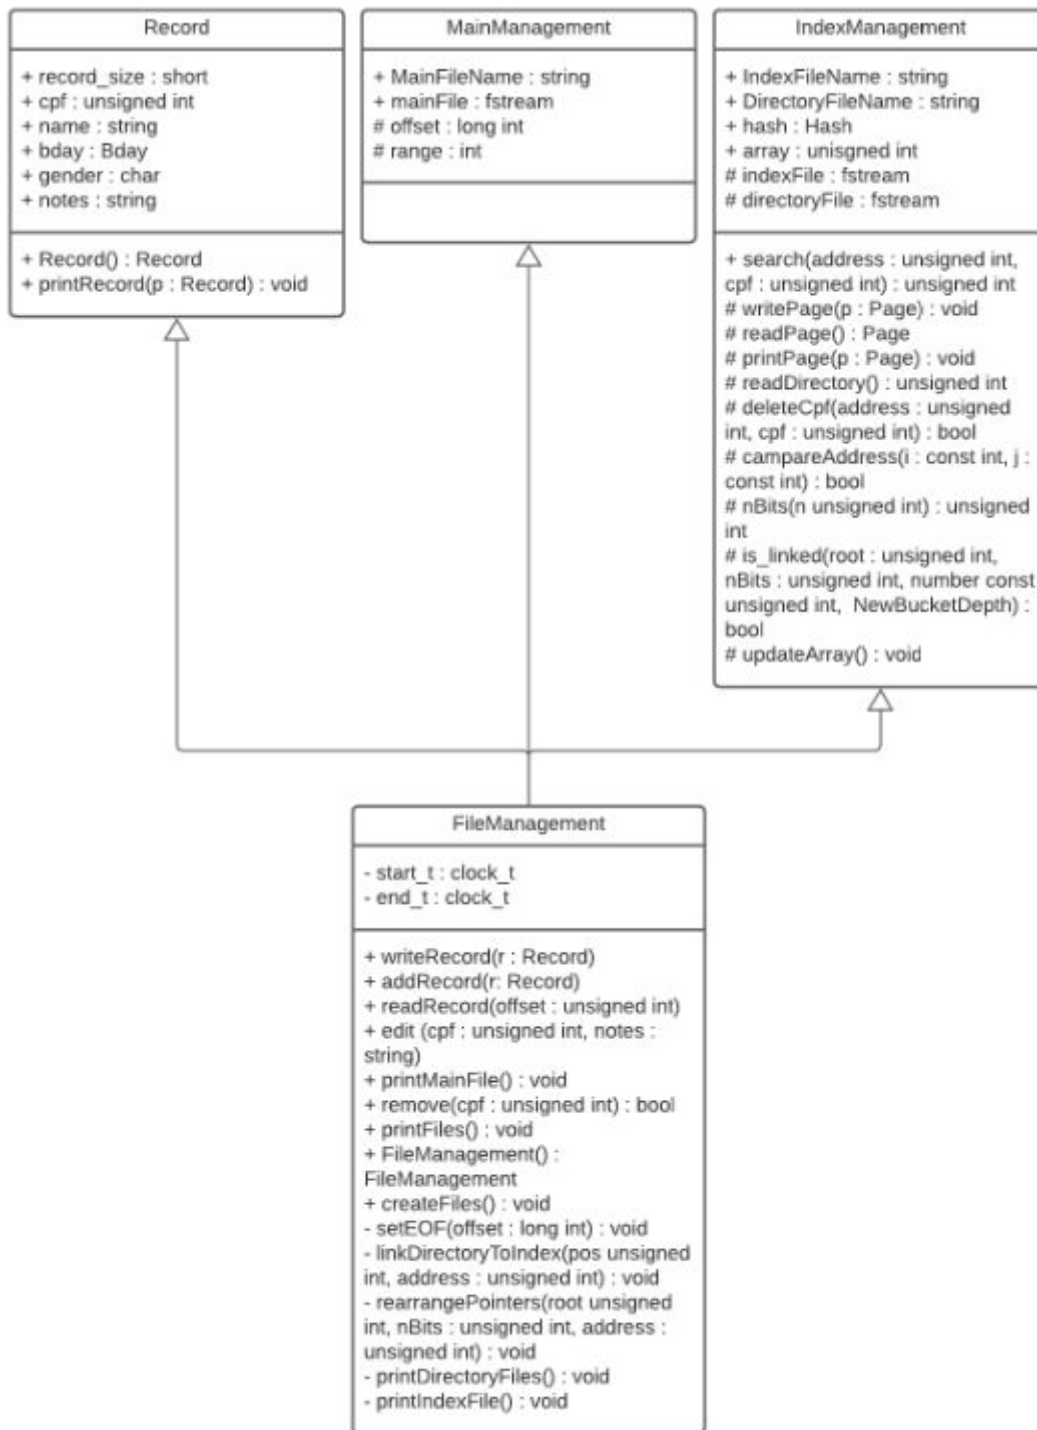 Record
+ record_size : short
+ cpf : unsigned int
+ name : string
+ bday : Bday
+ gender : char
+ notes : string
+ Record() : Record
+ printRecord(p : Record) : void
MainManagement
+ MainFileName : string
+ mainFile : fstream
# offset : long int
# range : int
IndexManagement
+ IndexFileName : string
+ DirectoryFileName : string
+ hash : Hash
+ array : unisgned int
# indexFile : fstream
# directoryFile : fstream
+ search(address : unsigned int,
cpf : unsigned int) : unsigned int
# writePage(p : Page) : void
# readPage() : Page
# printPage(p : Page) : void
# readDirectory() : unsigned int
# deleteCpf(address : unsigned
int, cpf : unsigned int) : bool
# campareAddress(i : const int, j :
const int) : bool
# nBits(n unsigned int) : unsigned
int
# is_linked(root : unsigned int,
nBits : unsigned int, number const
unsigned int,  NewBucketDepth) :
bool
# updateArray() : void
FileManagement
- start_t : clock_t
- end_t : clock_t
+ writeRecord(r : Record)
+ addRecord(r: Record)
+ readRecord(offset : unsigned int)
+ edit (cpf : unsigned int, notes :
string)
+ printMainFile() : void
+ remove(cpf : unsigned int) : bool
+ printFiles() : void
+ FileManagement() :
FileManagement
+ createFiles() : void
- setEOF(offset : long int) : void
- linkDirectoryToIndex(pos unsigned
int, address : unsigned int) : void
- rearrangePointers(root unsigned
int, nBits : unsigned int, address :
unsigned int) : void
- printDirectoryFiles() : void
- printIndexFile() : void